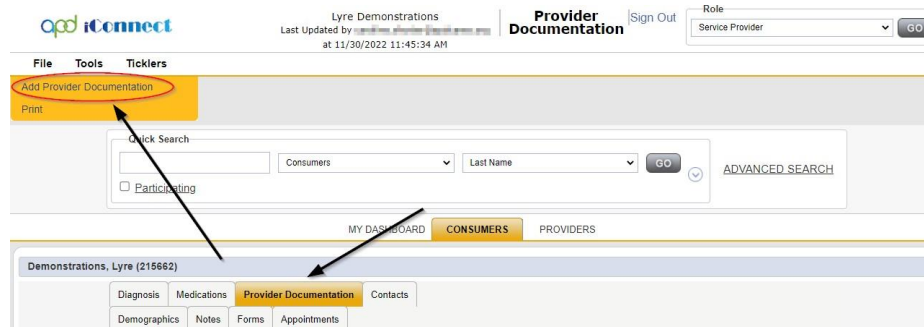 apd iConnect
Lyre Demonstrations
Last Updated by
at 11/30/2022 11:45:34 AM
Provider
Documentation
Sign Out
Role
Service Provider
GO
File Tools Ticklers
Add Provider Documentation
Print
Quick Search
Consumers Last Name GO
ADVANCED SEARCH
Participating
MY DASHBOARD CONSUMERS PROVIDERS
Demonstrations, Lyre (215662)
Diagnosis Medications Provider Documentation Contacts
Demographics Notes Forms Appointments